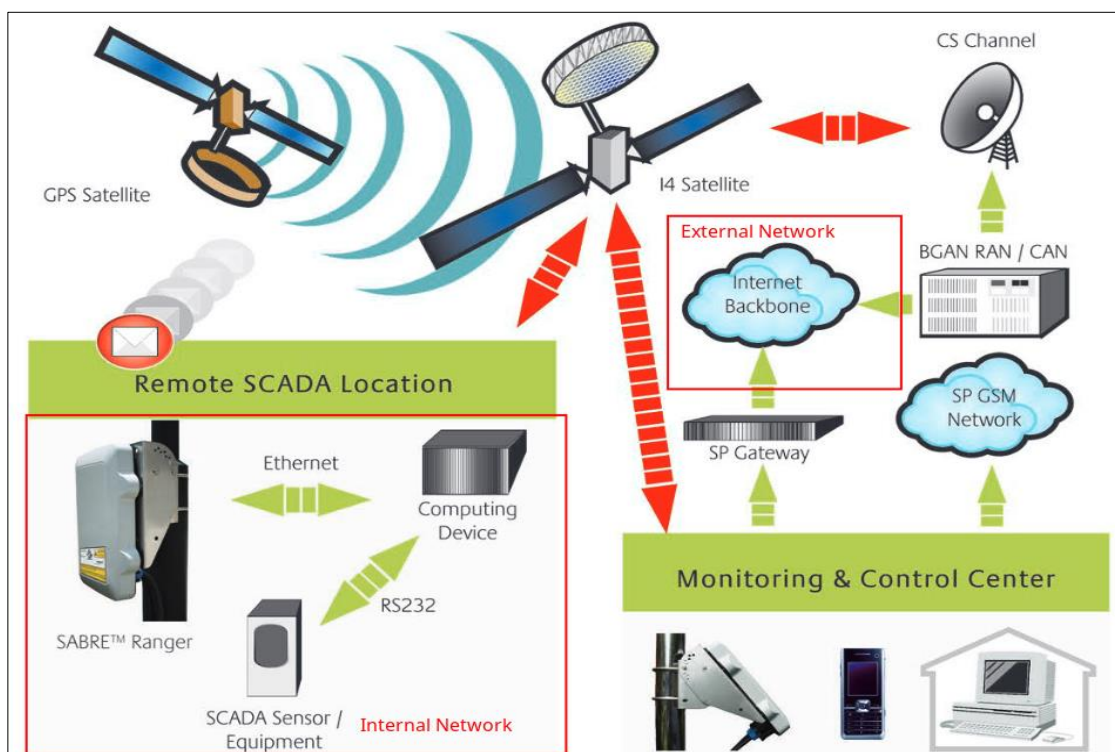 CS Channel
GPS Satellite
I4 Satellite
External Network
BGAN RAN / CAN
Internet
Backbone
Remote SCADA Location
SP GSM
Network
SP Gateway
Ethernet
Computing
Device
RS232
SABRE™ Ranger
SCADA Sensor /
Equipment
Internal Network
Monitoring & Control Center